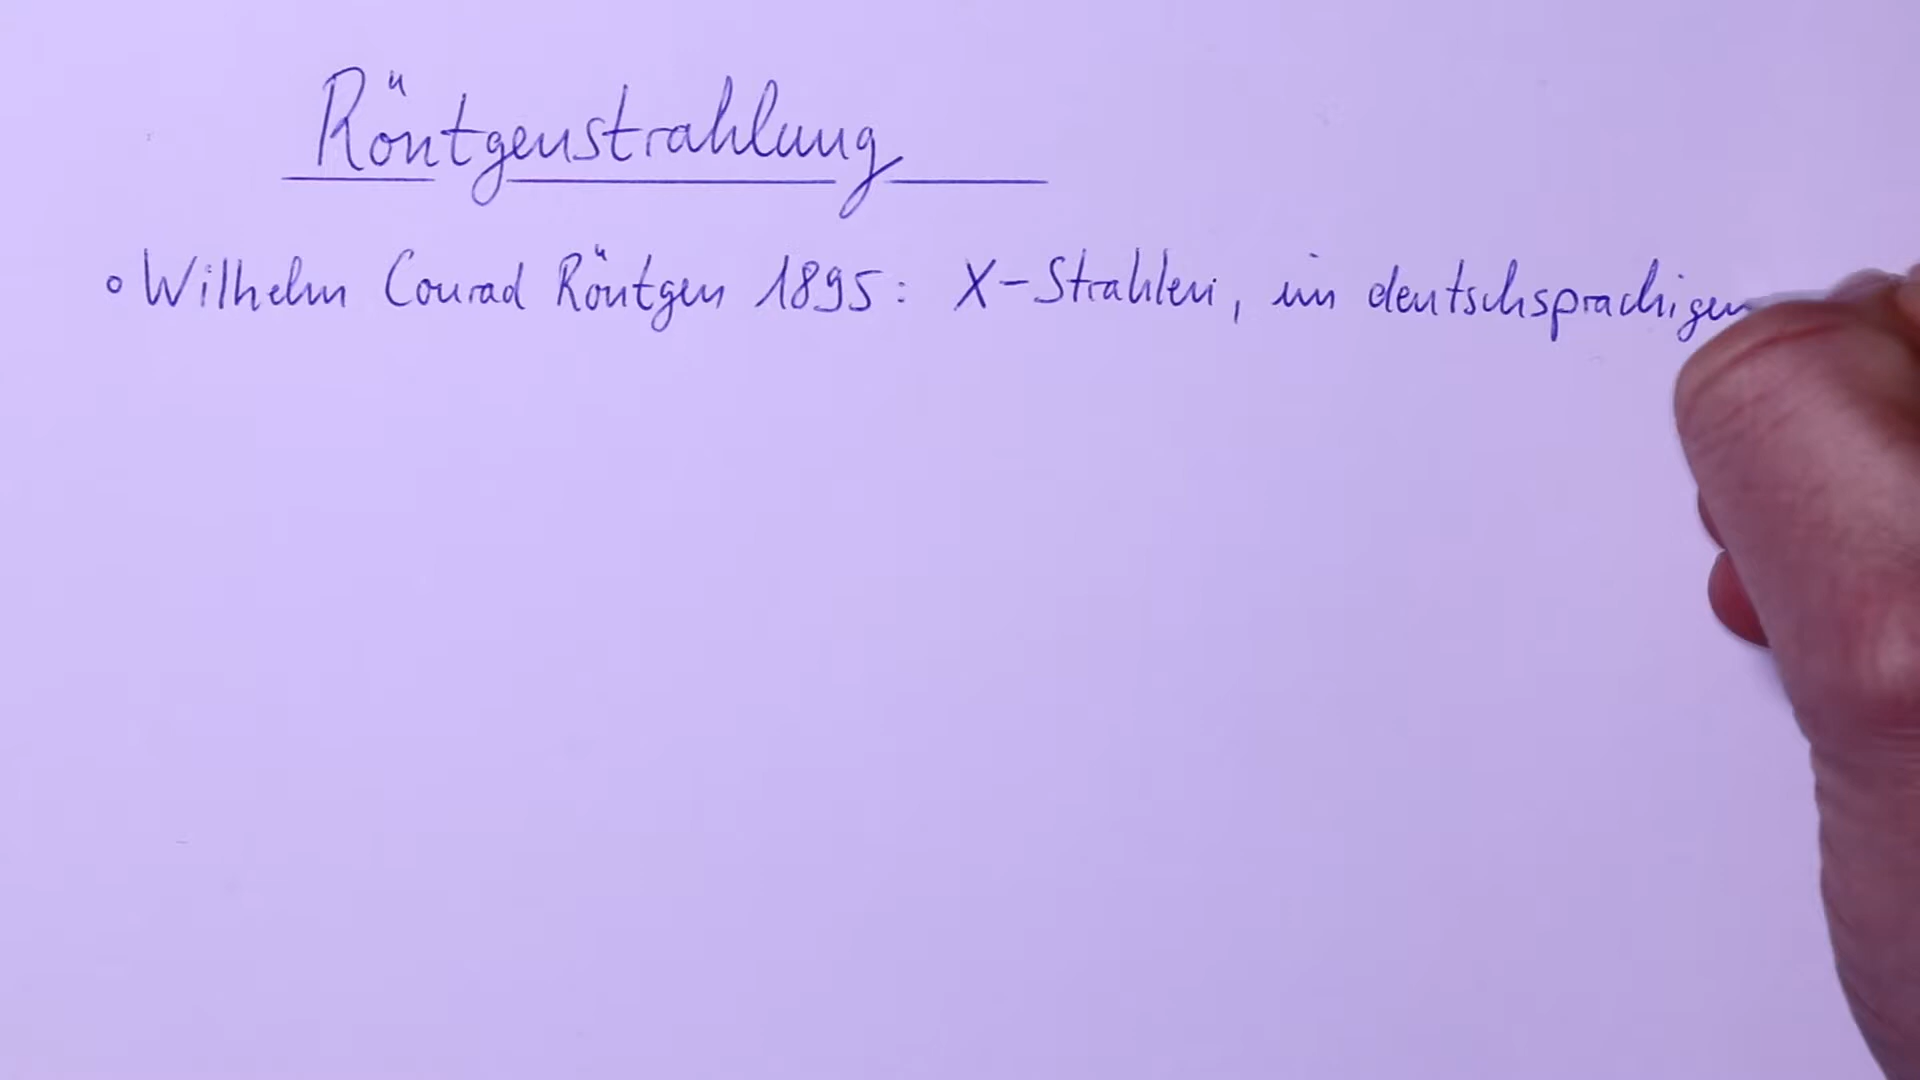 Röntgenstrahlung
Wilhelm Conrad Röntgen 1895: X-Strahlen, im deutschsprachigen